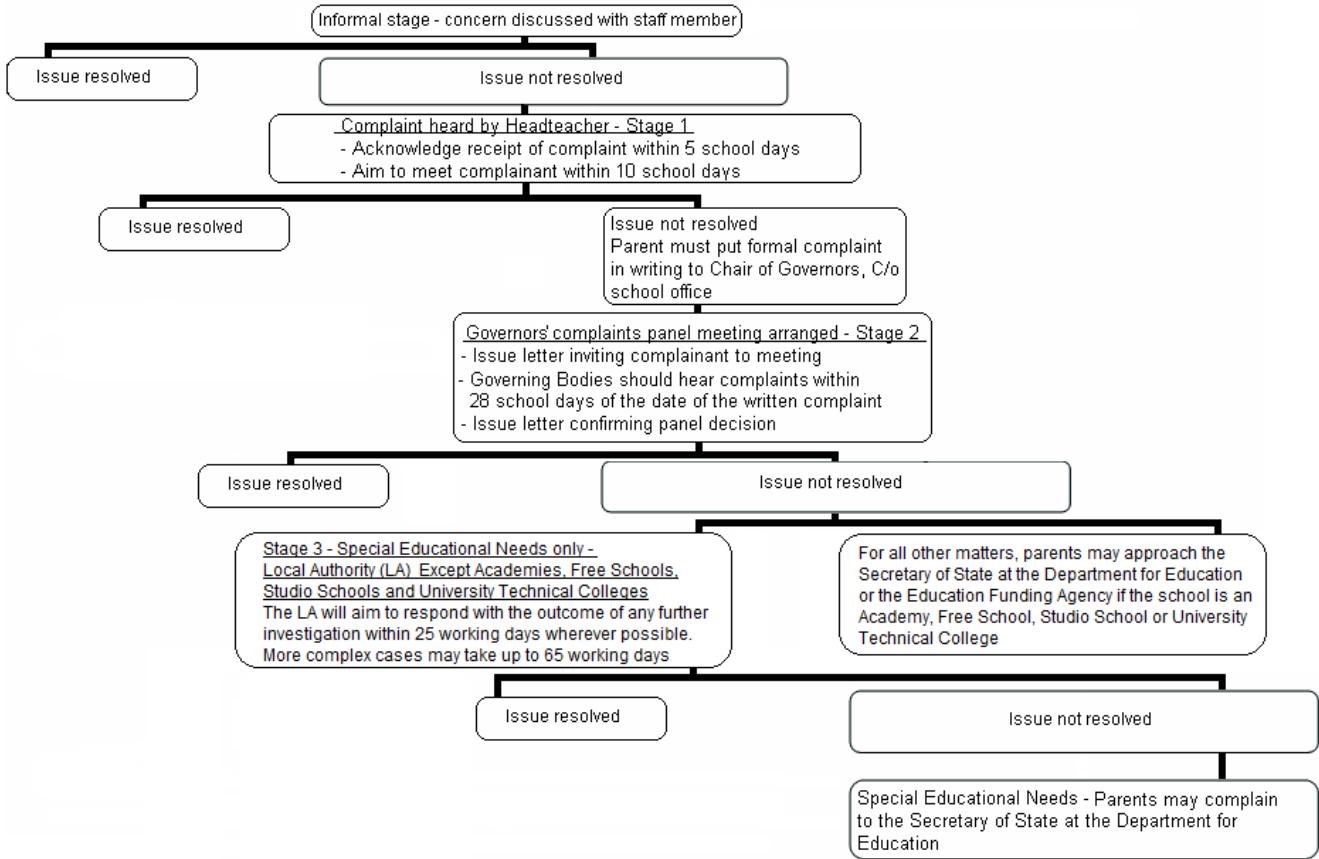 Informal stage - concern discussed with staff member
Issue resolved
Issue not resolved
Complaint heard by Headteacher - Stage 1
- Acknowledge receipt of complaint within 5 school days
- Aim to meet complainant within 10 school days
Issue resolved
Issue not resolved
Parent must put formal complaint
in writing to Chair of Governors, C/o
school office
Governors' complaints panel meeting arranged - Stage 2
- Issue letter inviting complainant to meeting
- Governing Bodies should hear complaints within
28 school days of the date of the written complaint
- Issue letter confirming panel decision
Issue resolved
Issue not resolved
Stage 3 - Special Educational Needs only -
Local Authority (LA) Except Academies, Free Schools,
Studio Schools and University Technical Colleges
The LA will aim to respond with the outcome of any further
investigation within 25 working days wherever possible.
More complex cases may take up to 65 working days
For all other matters, parents may approach the
Secretary of State at the Department for Education
or the Education Funding Agency if the school is an
Academy, Free School, Studio School or University
Technical College
Issue resolved
Issue not resolved
Special Educational Needs - Parents may complain
to the Secretary of State at the Department for
Education